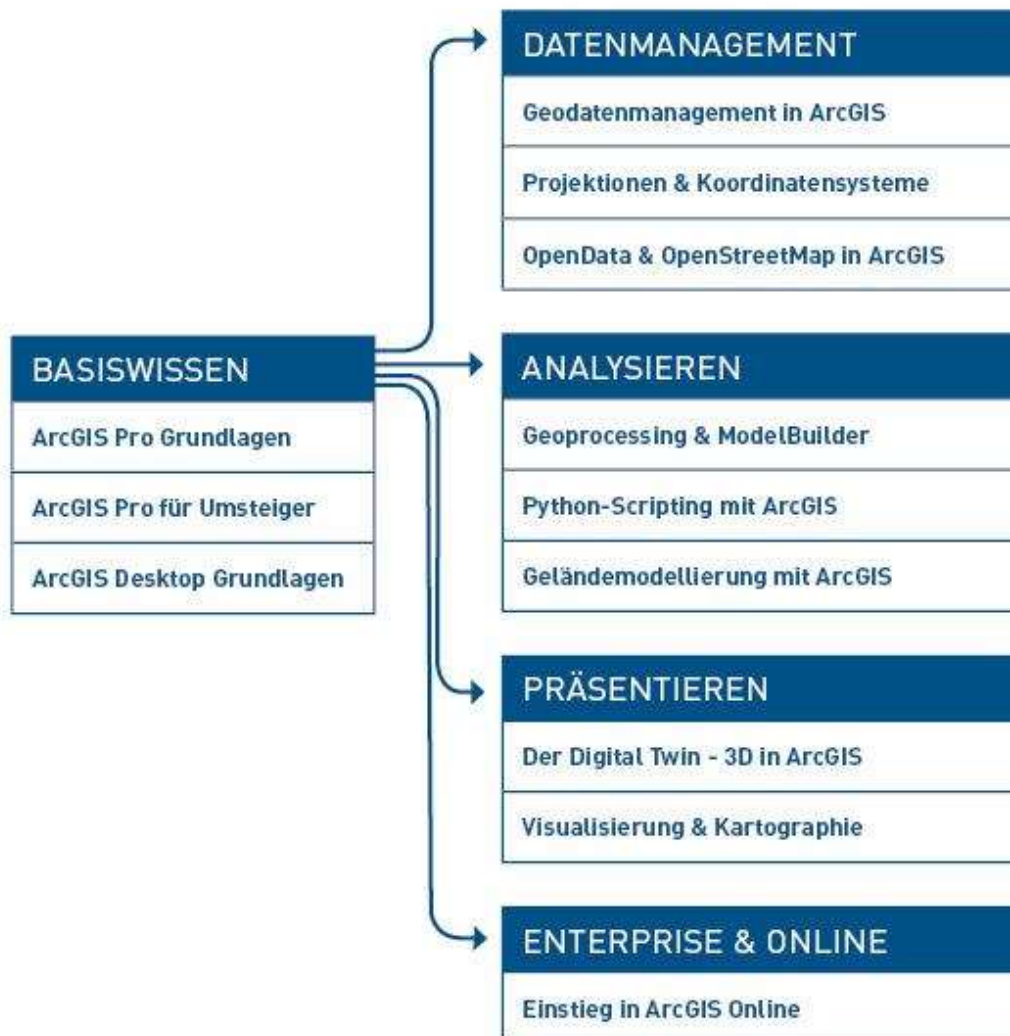 DATENMANAGEMENT
Geodatenmanagement in ArcGIS
Projektionen & Koordinatensysteme
OpenData & OpenStreetMap in ArcGIS
BASISWISSEN
ArcGIS Pro Grundlagen
ArcGIS Pro für Umsteiger
ArcGIS Desktop Grundlagen
ANALYSIEREN
Geoprocessing & ModelBuilder
Python-Scripting mit ArcGIS
Geländemodellierung mit ArcGIS
PRÄSENTIEREN
Der Digital Twin - 3D in ArcGIS
Visualisierung & Kartographie
ENTERPRISE & ONLINE
Einstieg in ArcGIS Online